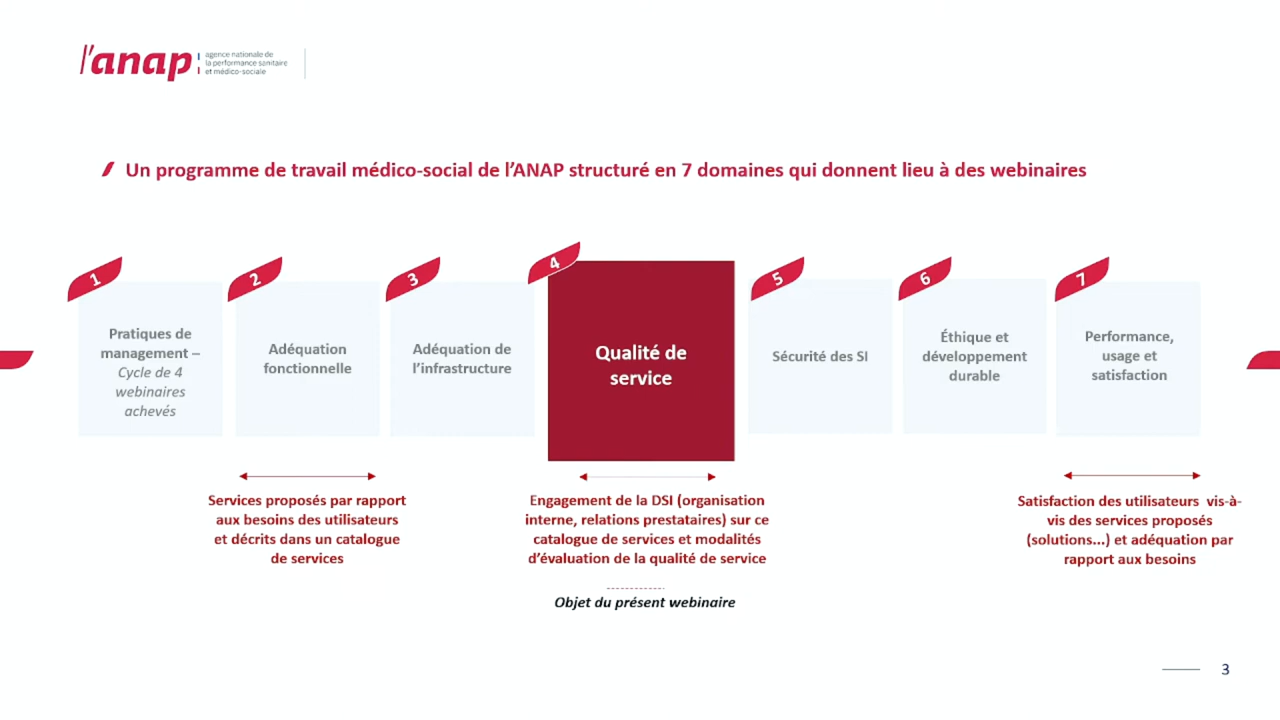 l'anap
agence nationale de
la performance sanitaire
et médico-sociale
Un programme de travail médico-social de l'ANAP structuré en 7 domaines qui donnent lieu à des webinaires
1
Pratiques de
management –
Cycle de 4
webinaires
achevés
2
Adéquation
fonctionnelle
3
Adéquation de
l'infrastructure
4
Qualité de
service
5
Sécurité des SI
6
Éthique et
développement
durable
7
Performance,
usage et
satisfaction
Services proposés par rapport
aux besoins des utilisateurs
et décrits dans un catalogue
de services
Engagement de la DSI (organisation
interne, relations prestataires) sur ce
catalogue de services et modalités
d'évaluation de la qualité de service
Objet du présent webinaire
Satisfaction des utilisateurs vis-à-
vis des services proposés
(solutions...) et adéquation par
rapport aux besoins
3